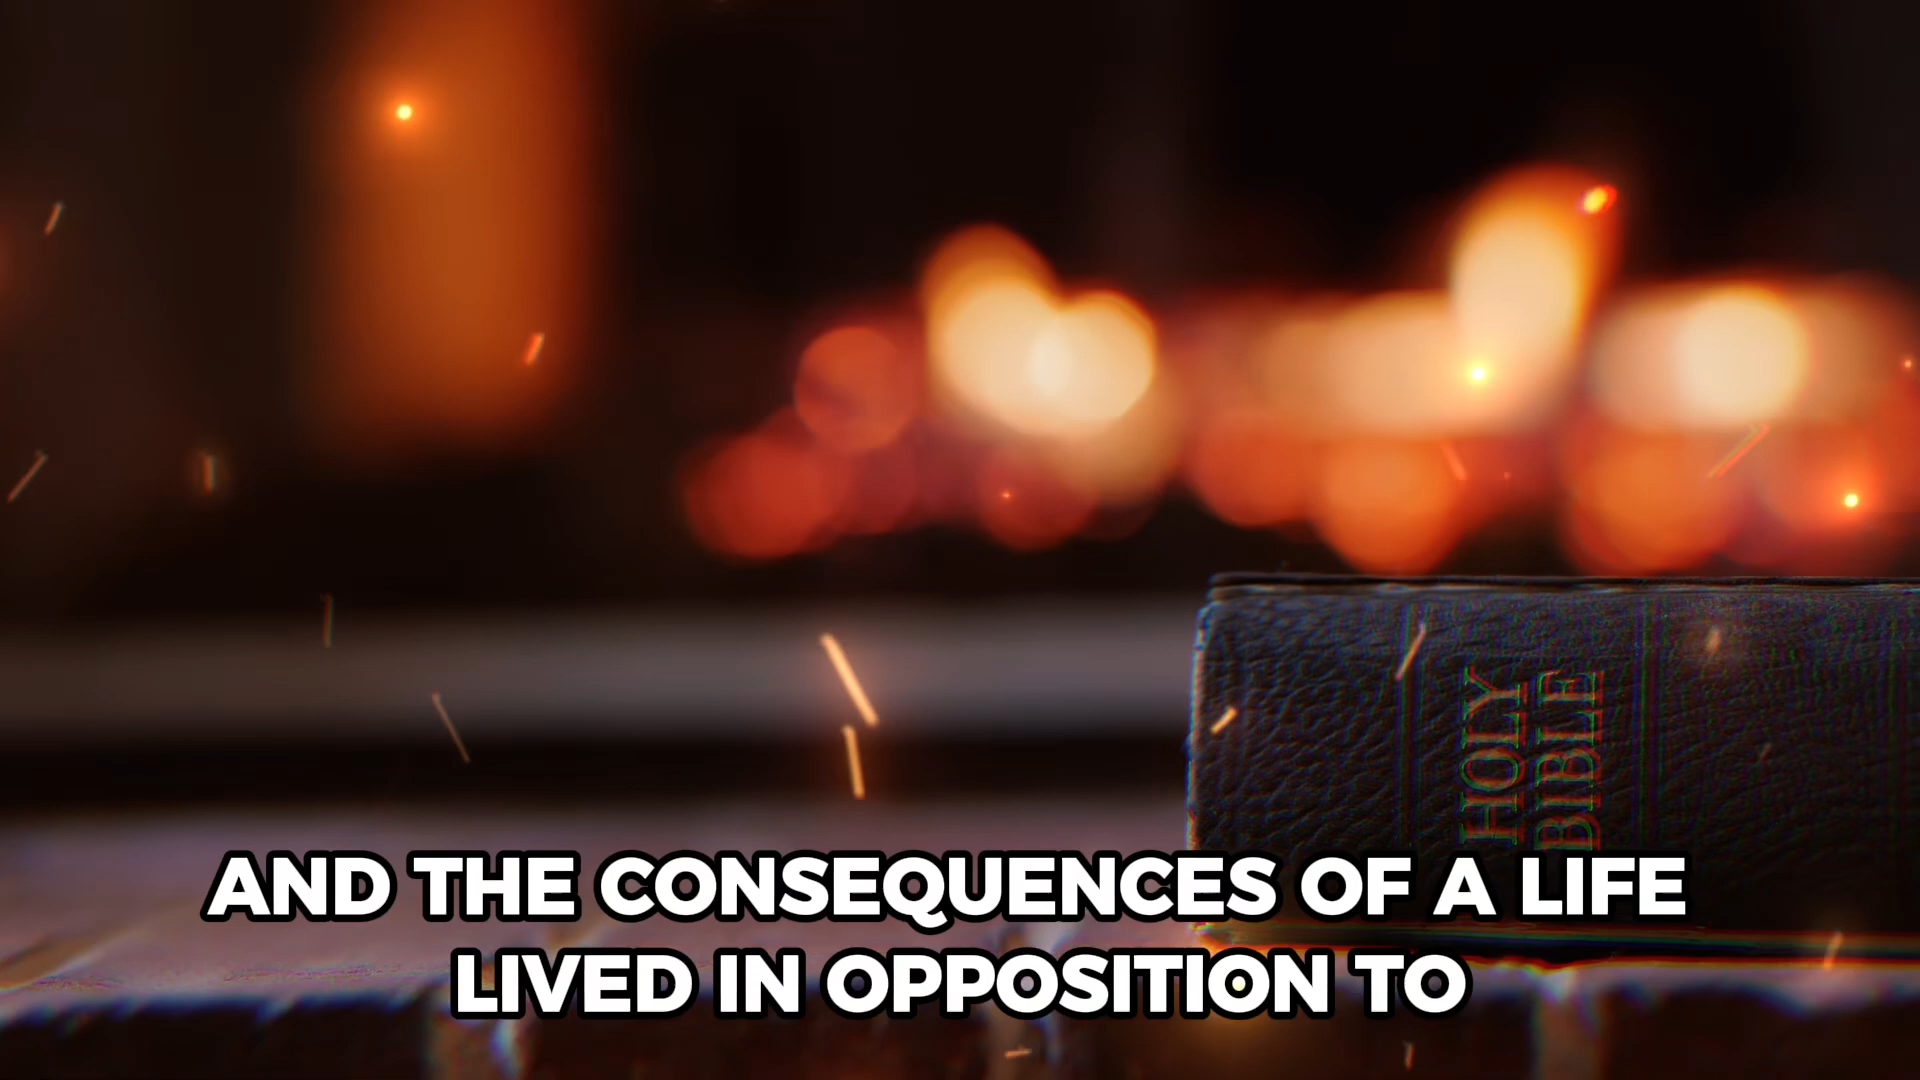 HOLY
BIBLE
AND THE CONSEQUENCES OF A LIFE
LIVED IN OPPOSITION TO